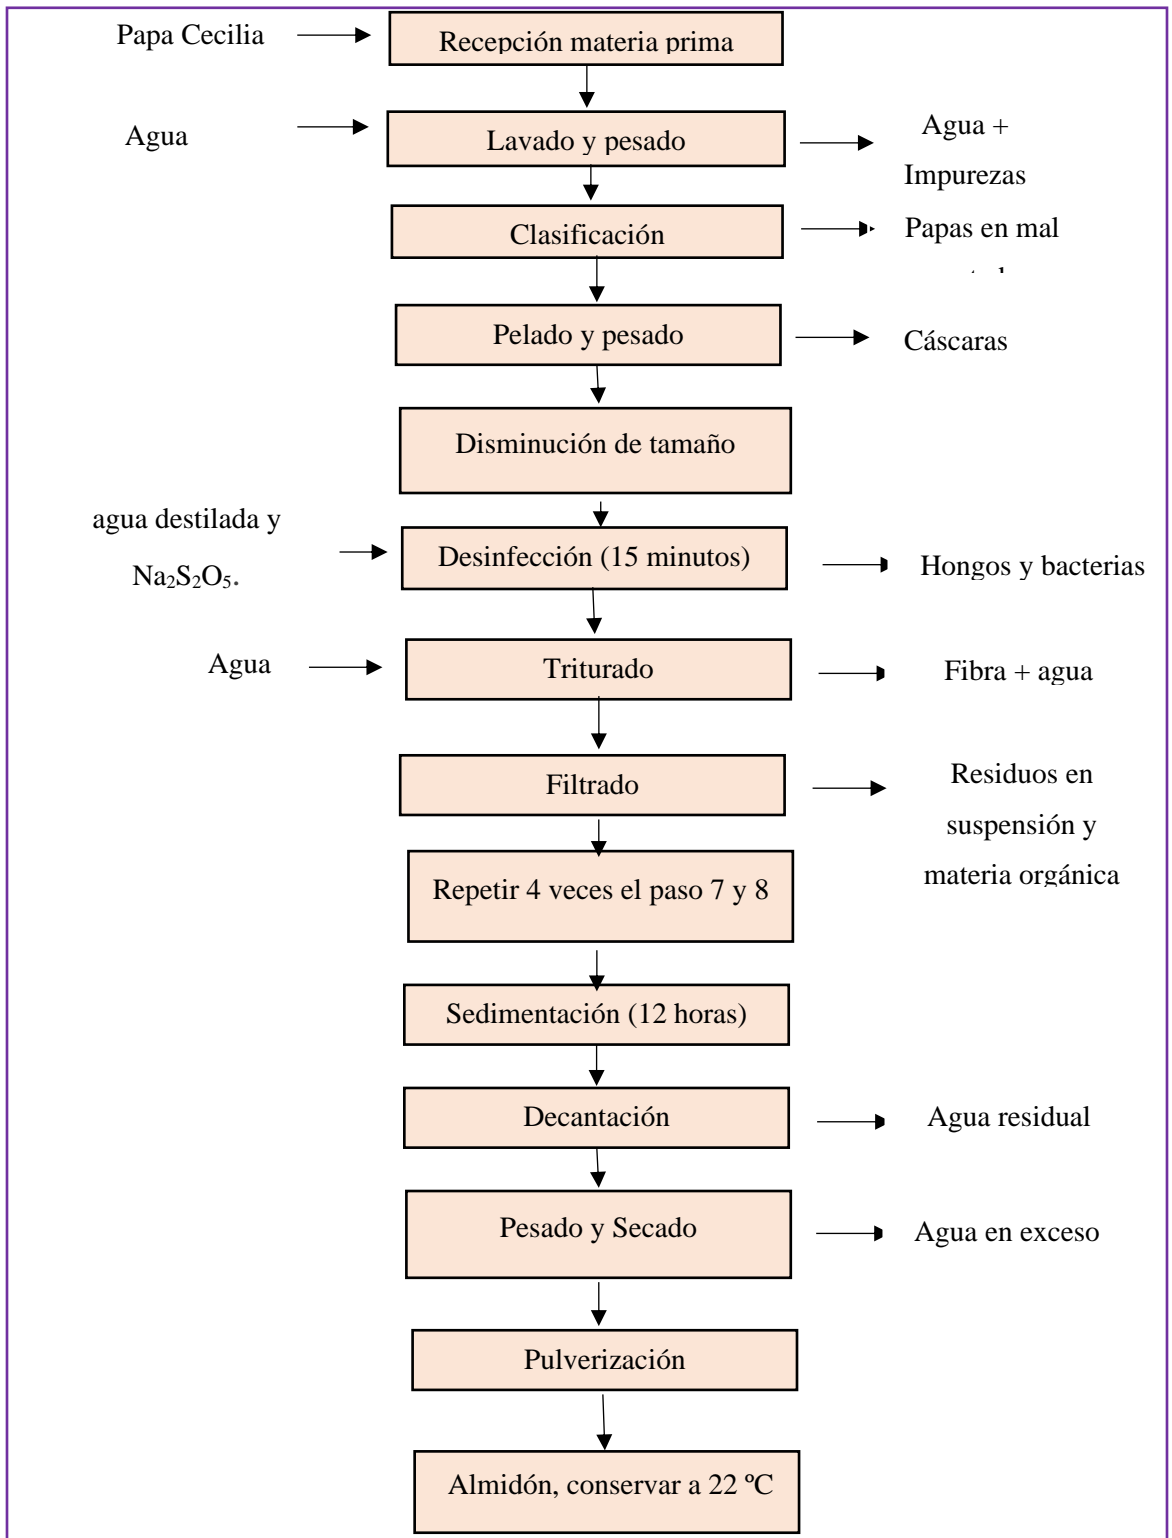 Papa Cecilia
Recepción materia prima
Agua
Lavado y pesado
Agua +
Impurezas
Clasificación
Papas en mal
Pelado y pesado
Cáscaras
Disminución de tamaño
agua destilada y
Na₂S₂O₅.
Desinfección (15 minutos)
Hongos y bacterias
Agua
Triturado
Fibra + agua
Filtrado
Residuos en
suspensión y
materia orgánica
Repetir 4 veces el paso 7 y 8
Sedimentación (12 horas)
Decantación
Agua residual
Pesado y Secado
Agua en exceso
Pulverización
Almidón, conservar a 22 ºC